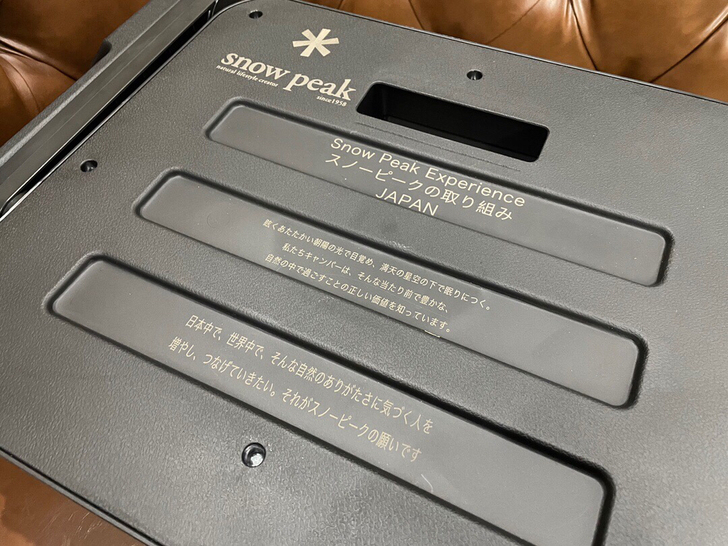 snow peak
natural lifestyle creator
since1958
Snow Peak Experience
スノーピークの取り組み
JAPAN
眩くあたたかい朝陽の光で目覚め、満天の星空の下で眠りにつく。
私たちキャンパーは、そんな当たり前で豊かな、
自然の中で過ごすことの正しい価値を知っています。
日本中で、世界中で、そんな自然のありがたさに気づく人を
増やし、つなげていきたい。それがスノーピークの願いです